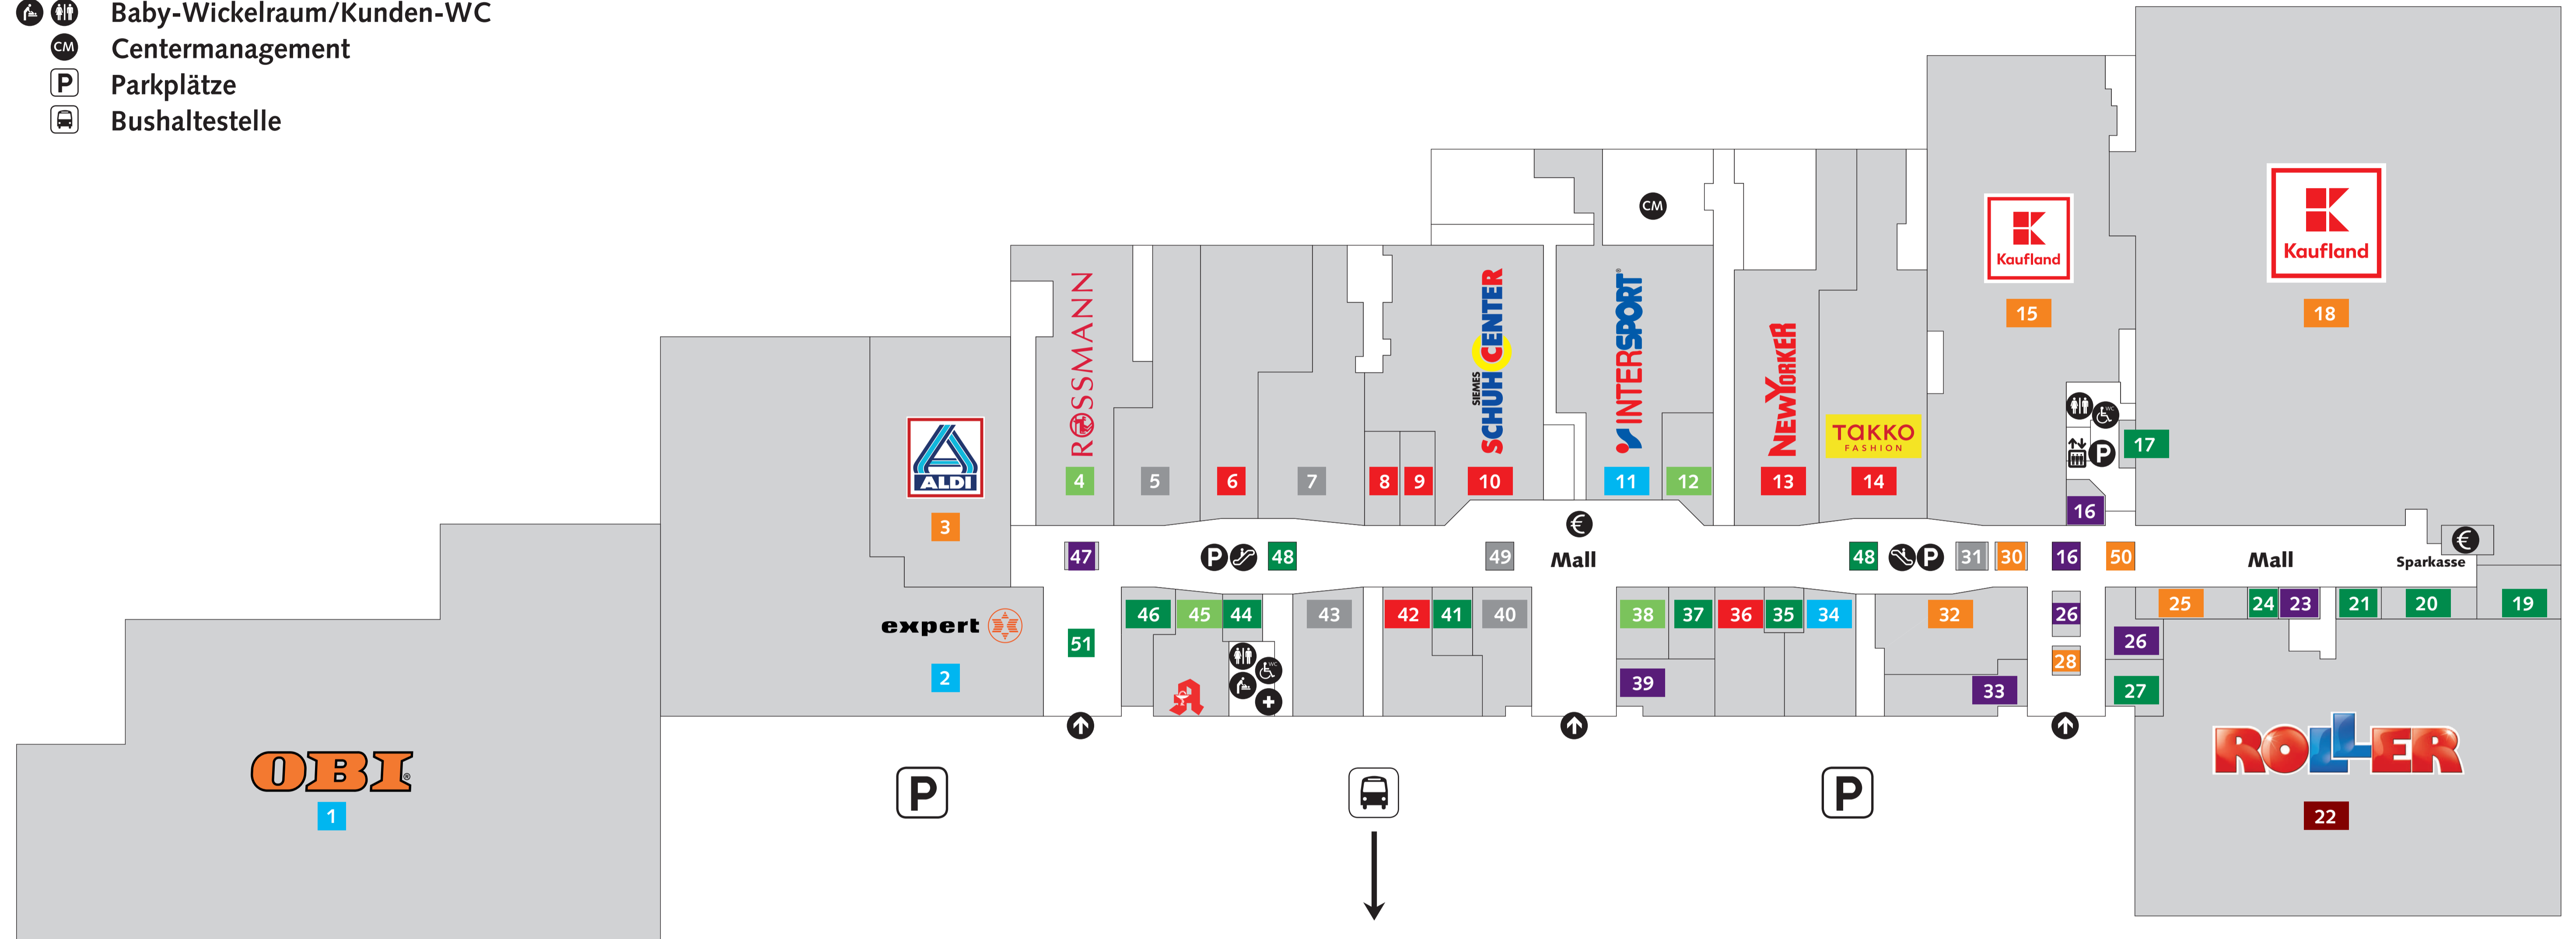 Baby-Wickelraum/Kunden-WC
CM Centermanagement
P Parkplätze
Bushaltestelle
CM
Kaufland
15
Kaufland
18
ROSSMANN
4
5
6
7
8
9
SIEMES
SCHUHCENTER
10
INTERSPORT®
11
12
NEWYORKER
13
TAKKO
FASHION
14
WC
P
17
16
ALDI
3
47
P
48
49
€
Mall
48
P
31
30
16
50
Mall
Sparkasse
€
expert
2
51
46
45
44
43
42
41
40
38
37
36
35
34
32
26
25
24
23
21
20
19
WC
39
33
28
26
27
OBI®
1
P
P
ROLLER
22